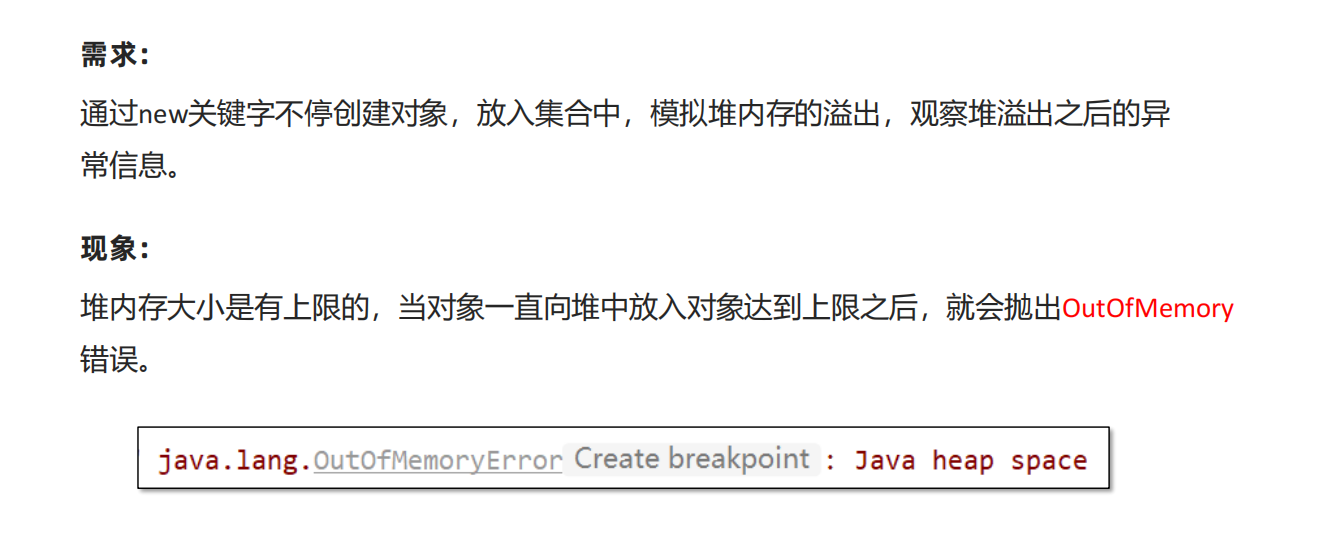 需求：
通过new关键字不停创建对象，放入集合中，模拟堆内存的溢出，观察堆溢出之后的异
常信息。
现象：
堆内存大小是有上限的，当对象一直向堆中放入对象达到上限之后，就会抛出OutOfMemory
错误。
java.lang.OutOfMemoryError Create breakpoint : Java heap space